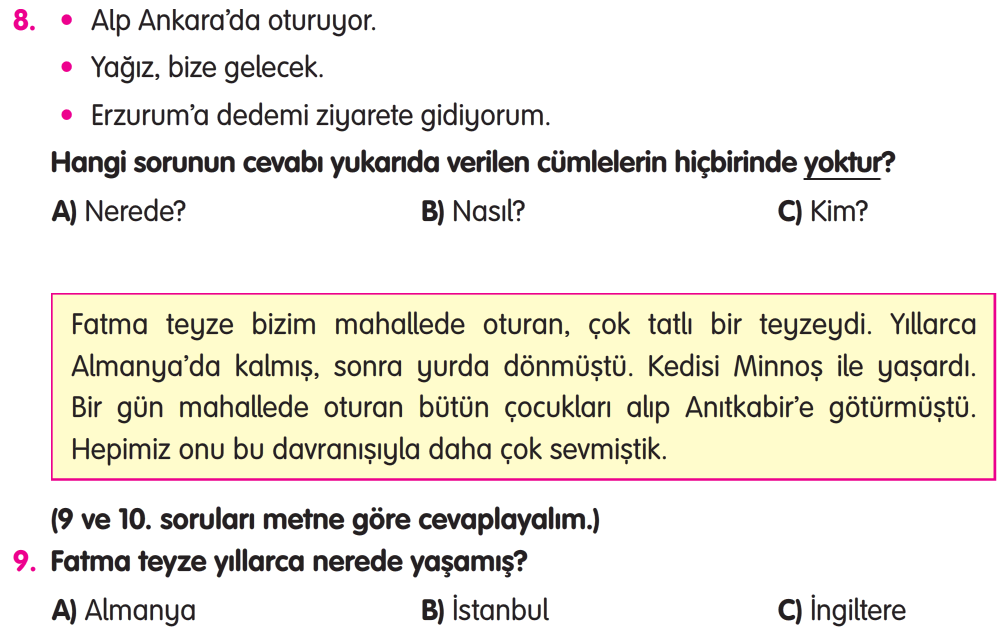 8. • Alp Ankara’da oturuyor.
• Yağız, bize gelecek.
• Erzurum’a dedemi ziyarete gidiyorum.
Hangi sorunun cevabı yukarıda verilen cümlelerin hiçbirinde yoktur?
A) Nerede? B) Nasıl? C) Kim?
Fatma teyze bizim mahallede oturan, çok tatlı bir teyzeydi. Yıllarca
Almanya’da kalmış, sonra yurda dönmüştü. Kedisi Minnoş ile yaşardı.
Bir gün mahallede oturan bütün çocukları alıp Anıtkabir’e götürmüştü.
Hepimiz onu bu davranışıyla daha çok sevmiştik.
(9 ve 10. soruları metne göre cevaplayalım.)
9. Fatma teyze yıllarca nerede yaşamış?
A) Almanya B) İstanbul C) İngiltere